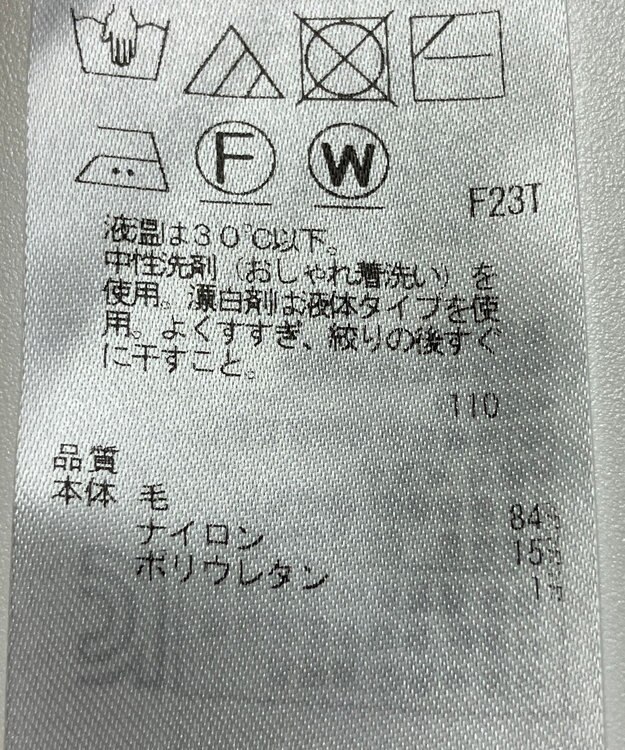 F W
F23T
液温は30℃以下。
中性洗剤（おしゃれ着洗い）を
使用。漂白剤は液体タイプを使
用。よくすすぎ、絞りの後すぐ
に干すこと。
110
品質
本体 毛 84%
ナイロン 15%
ポリウレタン 1%